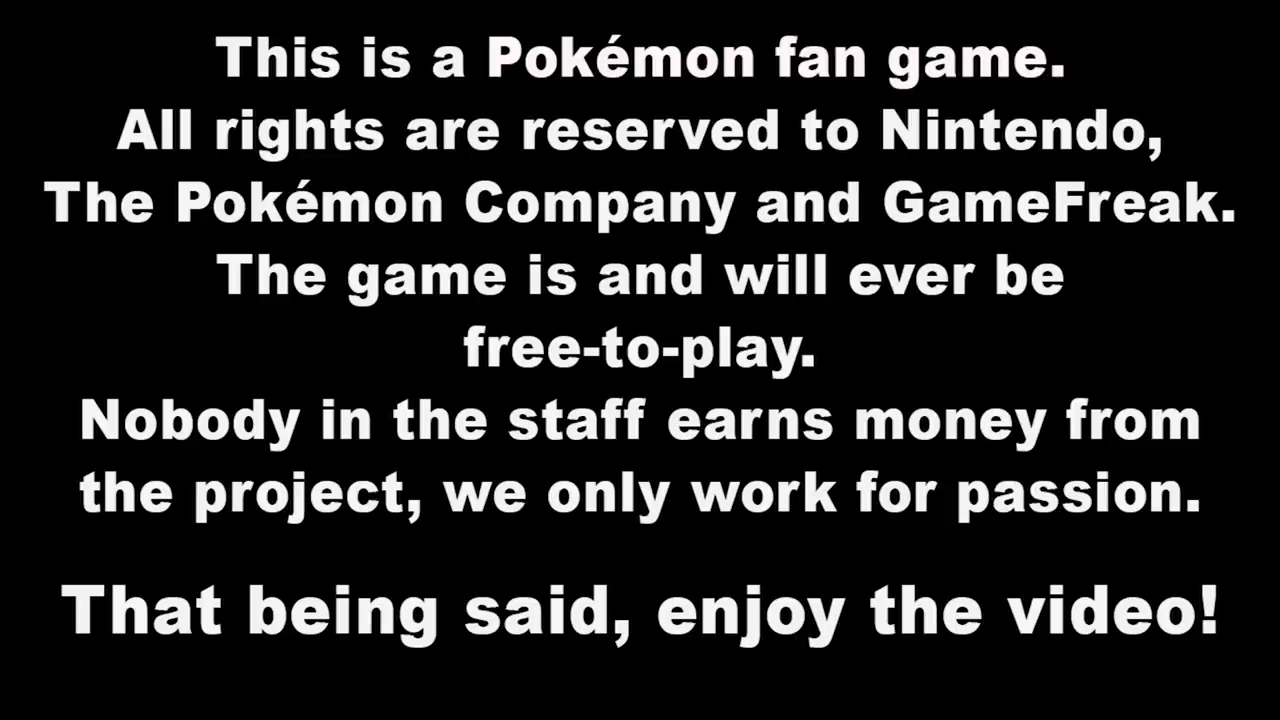 This is a Pokémon fan game.
All rights are reserved to Nintendo,
The Pokémon Company and GameFreak.
The game is and will ever be
free-to-play.
Nobody in the staff earns money from
the project, we only work for passion.
That being said, enjoy the video!